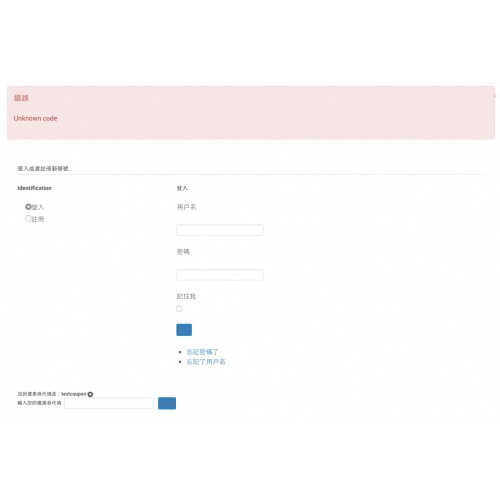 錯誤
Unknown code
登入或者註冊新帳號
Identification
登入
登入
用戶名
註冊
密碼
記住我
忘記密碼了
忘記了用戶名
您的優惠券代碼是：testcoupon
輸入您的優惠券代碼